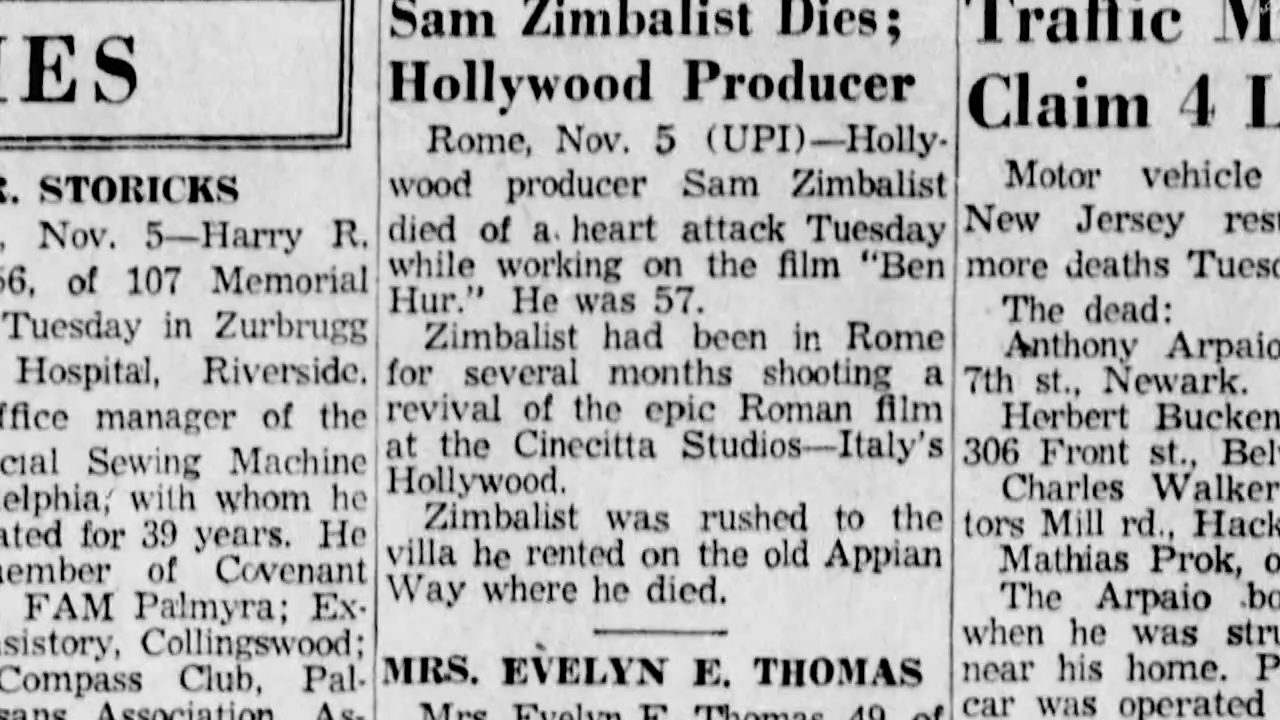 IES
R. STORICKS
, Nov. 5—Harry R.
56, of 107 Memorial
Tuesday in Zurbrugg
Hospital, Riverside.
ffice manager of the
cial Sewing Machine
elphia, with whom he
ated for 39 years. He
member of Covenant
FAM Palmyra; Ex-
nsistory, Collingswood;
Compass Club, Pal-
sans Association, As-
Sam Zimbalist Dies;
Hollywood Producer
Rome, Nov. 5 (UPI)—Holly-
wood producer Sam Zimbalist
died of a heart attack Tuesday
while working on the film "Ben
Hur." He was 57.
Zimbalist had been in Rome
for several months shooting a
revival of the epic Roman film
at the Cinecitta Studios—Italy's
Hollywood.
Zimbalist was rushed to the
villa he rented on the old Appian
Way where he died.
MRS. EVELYN E. THOMAS
Mrs. Evelyn E. Thomas, 49, of
Traffic M
Claim 4 L
Motor vehicle
New Jersey res
more deaths Tuesd
The dead:
Anthony Arpaio
7th st., Newark.
Herbert Bucken
306 Front st., Belv
Charles Walker
tors Mill rd., Hack
Mathias Prok, o
The Arpaio bo
when he was stru
near his home. P
car was operated